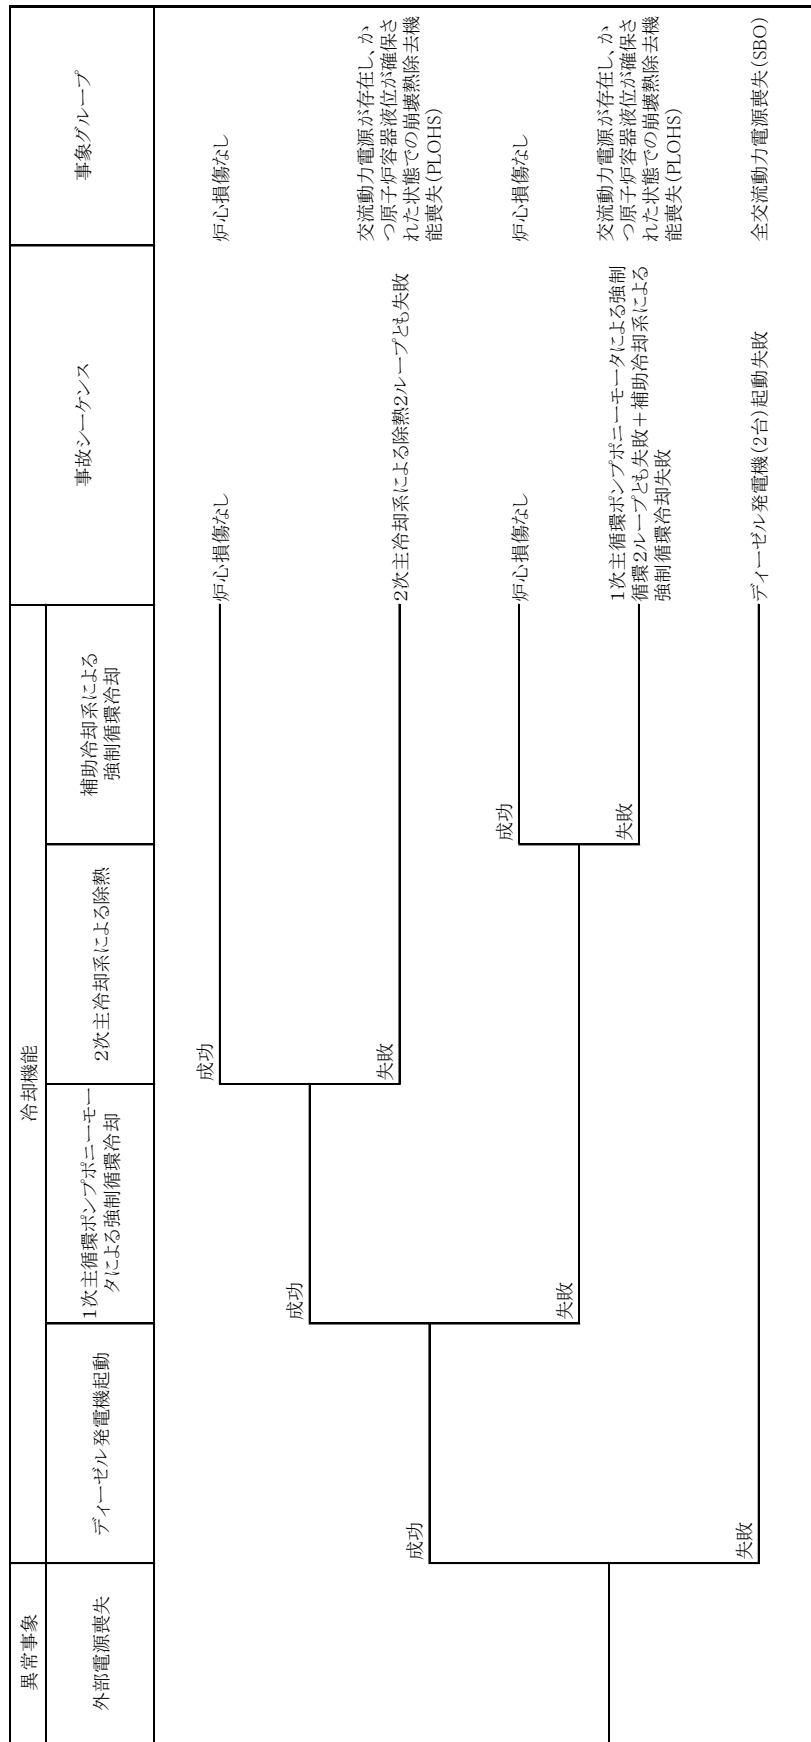 異常事象
冷却機能
事故シーケンス
事象グループ
外部電源喪失
ディーゼル発電機起動
1次主循環ポンプポニーモー
タによる強制循環冷却
2次主冷却系による除熱
補助冷却系による
強制循環冷却
成功
炉心損傷なし
炉心損傷なし
成功
失敗
2次主冷却系による除熱2ループとも失敗
交流動力電源が存在し、か
つ原子炉容器液位が確保さ
れた状態での崩壊熱除去機
能喪失(PLOHS)
成功
成功
炉心損傷なし
炉心損傷なし
失敗
失敗
1次主循環ポンプポニーモータによる強制
循環2ループとも失敗+補助冷却系による
強制循環冷却失敗
交流動力電源が存在し、か
つ原子炉容器液位が確保さ
れた状態での崩壊熱除去機
能喪失(PLOHS)
失敗
ディーゼル発電機(2台)起動失敗
全交流動力電源喪失(SBO)